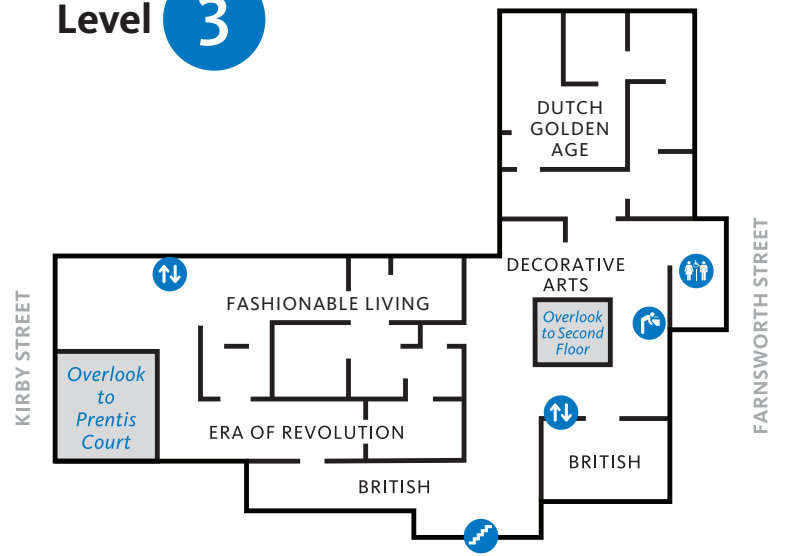 Level 3
DUTCH
GOLDEN
AGE
DECORATIVE
ARTS
FASHIONABLE LIVING
Overlook
to Second
Floor
KIRBY STREET
FARNSWORTH STREET
Overlook
to
Prentis
Court
ERA OF REVOLUTION
BRITISH
BRITISH